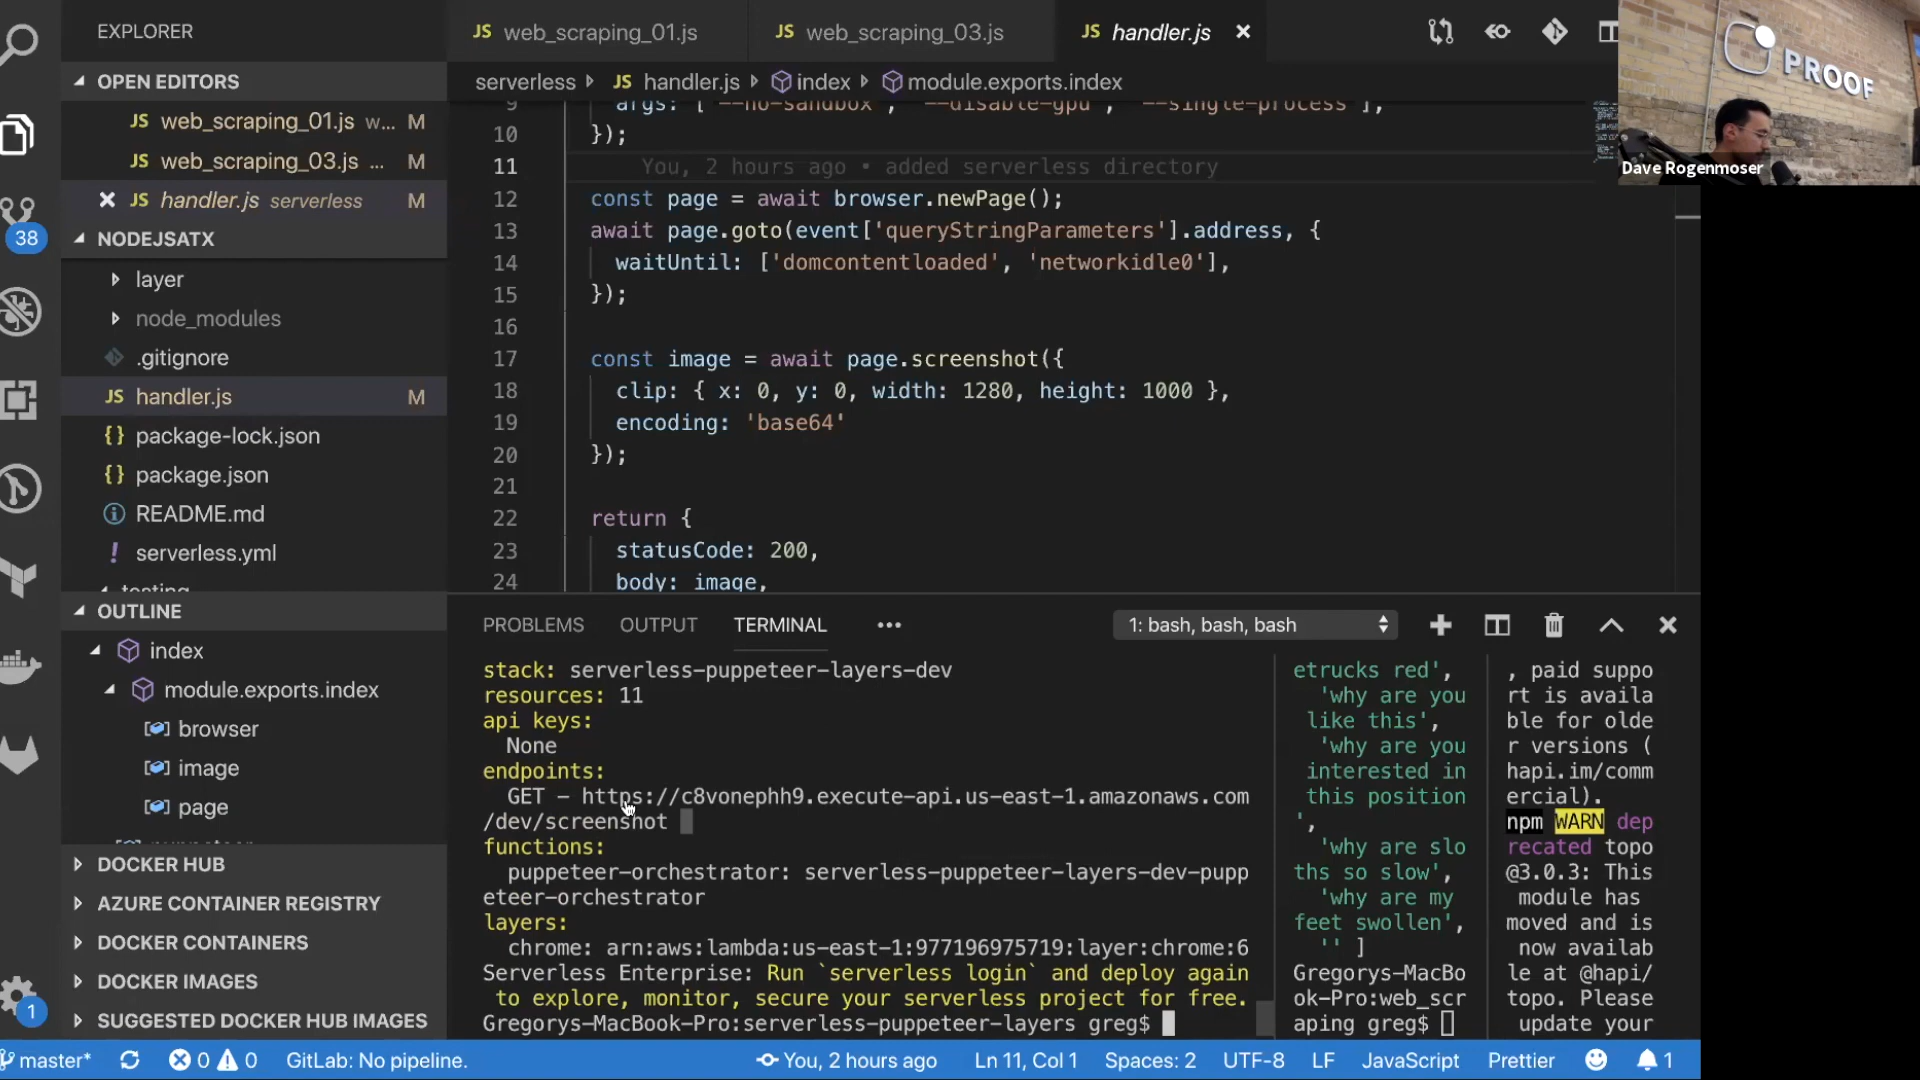 EXPLORER
OPEN EDITORS
JS web_scraping_01.js w... M
JS web_scraping_03.js ... M
JS handler.js serverless M
38
NODEJSATX
layer
node_modules
.gitignore
JS handler.js M
{} package-lock.json
{} package.json
README.md
! serverless.yml
testing
OUTLINE
index
module.exports.index
browser
image
page
DOCKER HUB
AZURE CONTAINER REGISTRY
DOCKER CONTAINERS
DOCKER IMAGES
SUGGESTED DOCKER HUB IMAGES
1
JS web_scraping_01.js
JS web_scraping_03.js
JS handler.js
serverless JS handler.js index module.exports.index
9 args: ['--no-sandbox', '--disable-gpu', '--single-process'],
10 });
11 You, 2 hours ago • added serverless directory
12 const page = await browser.newPage();
13 await page.goto(event['queryStringParameters'].address, {
14 waitUntil: ['domcontentloaded', 'networkidle0'],
15 });
16
17 const image = await page.screenshot({
18 clip: { x: 0, y: 0, width: 1280, height: 1000 },
19 encoding: 'base64'
20 });
21
22 return {
23 statusCode: 200,
24 body: image,
PROBLEMS OUTPUT TERMINAL ••• 1: bash, bash, bash
stack: serverless-puppeteer-layers-dev
resources: 11
api keys:
None
endpoints:
GET - https://c8vonephh9.execute-api.us-east-1.amazonaws.com
/dev/screenshot
functions:
puppeteer-orchestrator: serverless-puppeteer-layers-dev-pupp
eteer-orchestrator
layers:
chrome: arn:aws:lambda:us-east-1:977196975719:layer:chrome:6
Serverless Enterprise: Run `serverless login` and deploy again
to explore, monitor, secure your serverless project for free.
Gregorys-MacBook-Pro:serverless-puppeteer-layers greg$
etrucks red',
'why are you
like this',
'why are you
interested in
this position
',
'why are slo
ths so slow',
'why are my
feet swollen',
'' ]
Gregorys-MacBo
ok-Pro:web_scr
aping greg$
, paid suppo
rt is availa
ble for olde
r versions (
hapi.im/comm
ercial).
npm WARN dep
recated topo
@3.0.3: This
module has
moved and is
now availab
le at @hapi/
topo. Please
update your
master* 0 0 GitLab: No pipeline. You, 2 hours ago Ln 11, Col 1 Spaces: 2 UTF-8 LF JavaScript Prettier 1
PROOF
Dave Rogenmoser